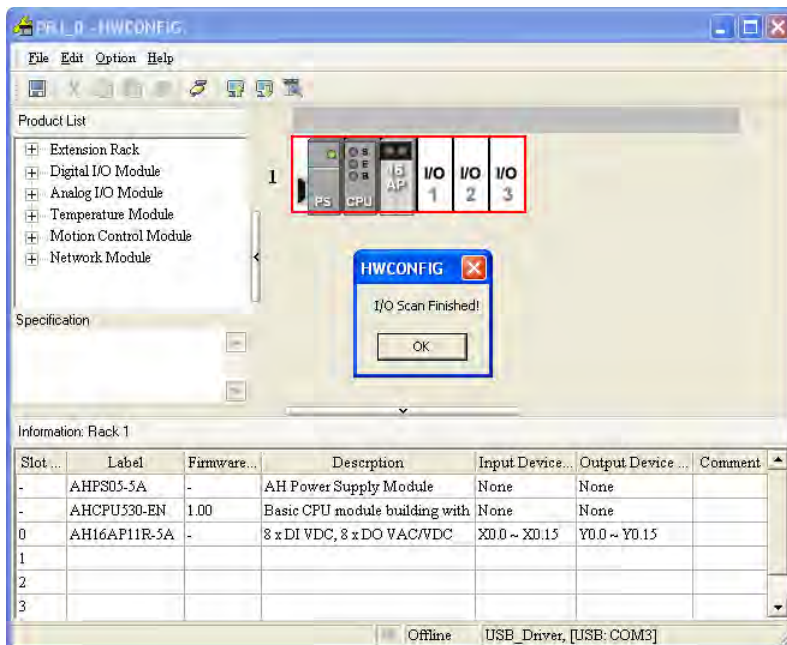 PRJ_0 - HWCONFIG
File Edit Option Help
Product List
Extension Rack
Digital I/O Module
Analog I/O Module
Temperature Module
Motion Control Module
Network Module
Specification
1
PS
S
E
B
CPU
16
AP
I/O
1
I/O
2
I/O
3
HWCONFIG
I/O Scan Finished!
OK
Information: Rack 1
Slot ... Label Firmware... Descrption Input Device... Output Device ... Comment
- AHPS05-5A - AH Power Supply Module None None
- AHCPU530-EN 1.00 Basic CPU module building with None None
0 AH16AP11R-5A - 8 x DI VDC, 8 x DO VAC/VDC X0.0 ~ X0.15 Y0.0 ~ Y0.15
1
2
3
Offline USB_Driver, [USB: COM3]